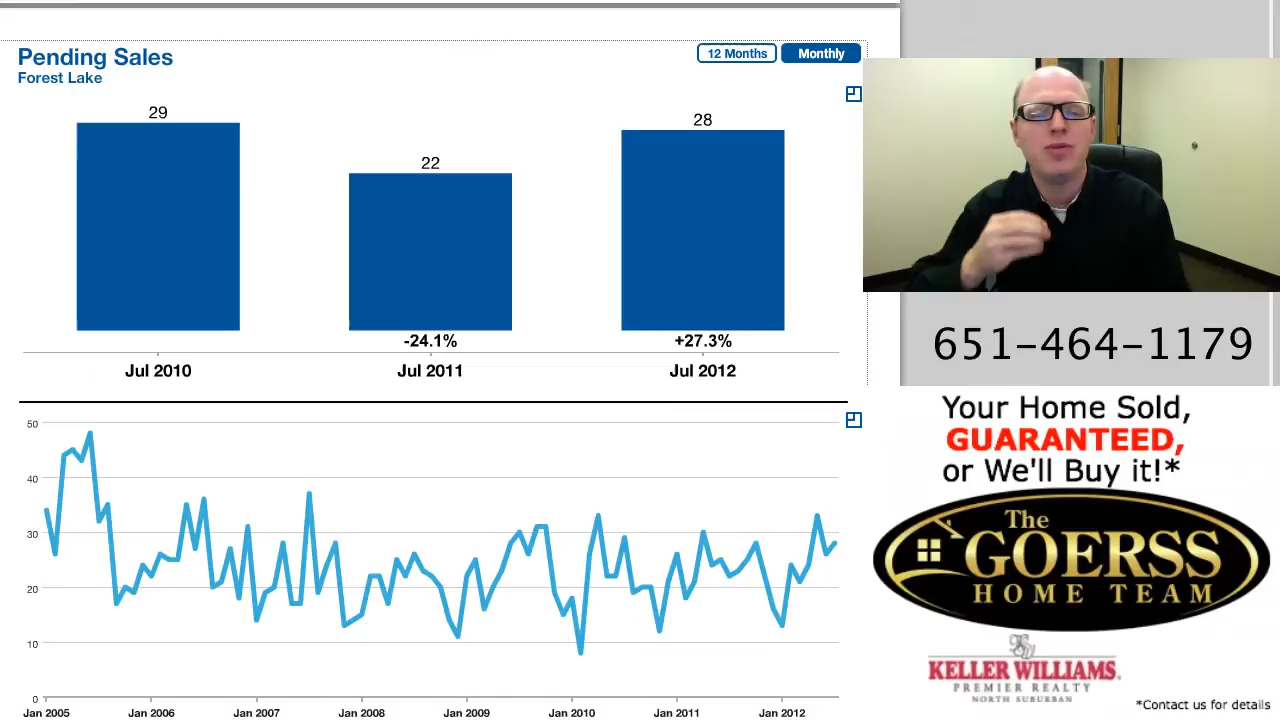 Pending Sales
Forest Lake
12 Months
Monthly
29
22
28
-24.1%
+27.3%
Jul 2010
Jul 2011
Jul 2012
50
40
30
20
10
0
Jan 2005
Jan 2006
Jan 2007
Jan 2008
Jan 2009
Jan 2010
Jan 2011
Jan 2012
651-464-1179
Your Home Sold,
GUARANTEED,
or We'll Buy it!*
The
GOERSS
HOME TEAM
KELLER WILLIAMS.
PREMIER REALTY
NORTH SUBURBAN
*Contact us for details